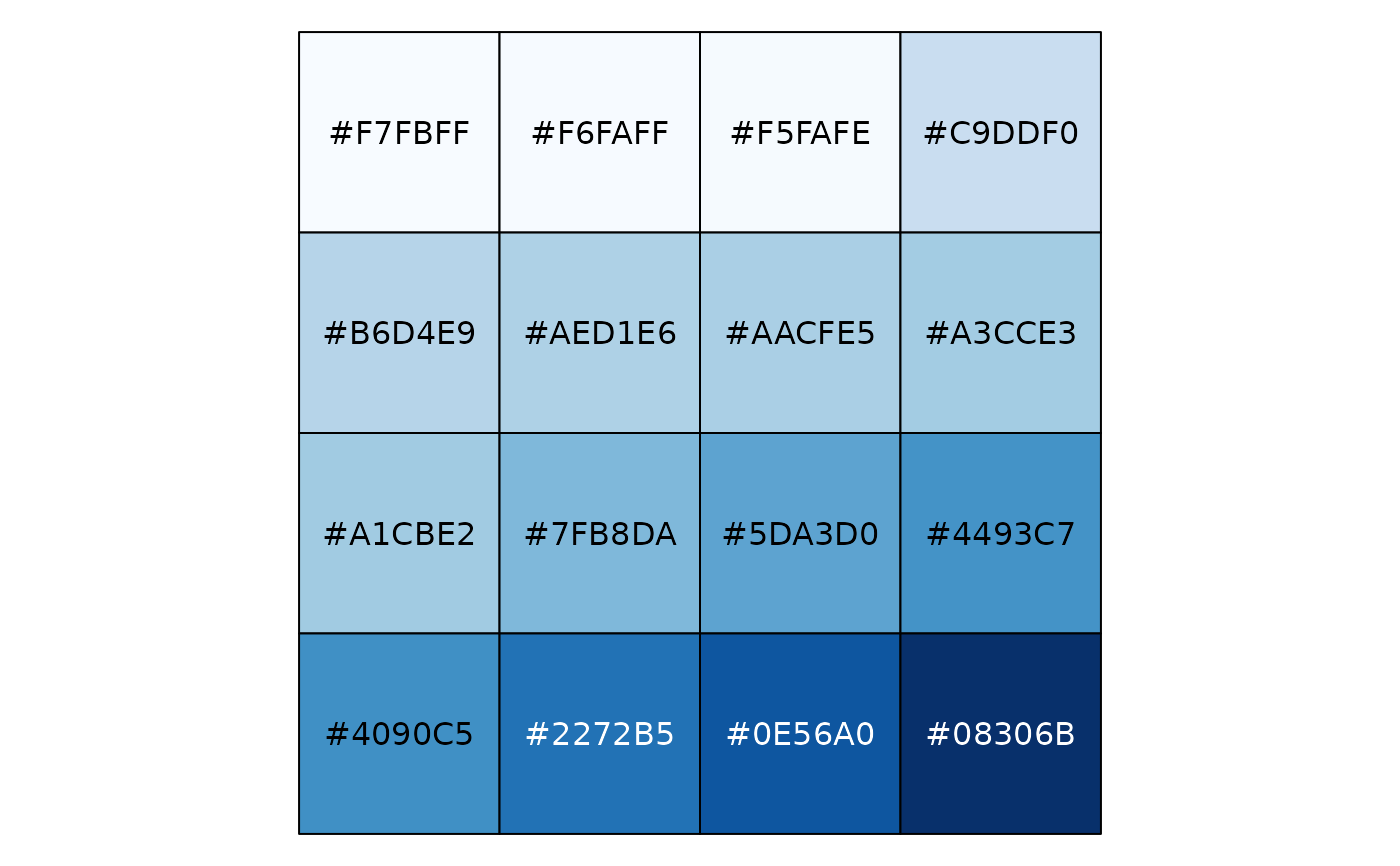 #F7FBFF #F6FAFF #F5FAFE #C9DDF0
#B6D4E9 #AED1E6 #AACFE5 #A3CCE3
#A1CBE2 #7FB8DA #5DA3D0 #4493C7
#4090C5 #2272B5 #0E56A0 #08306B